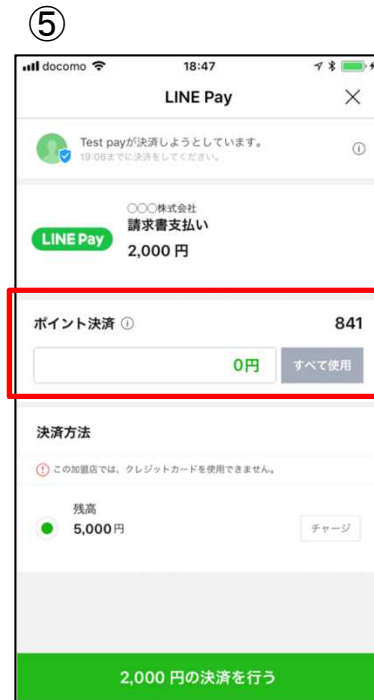 ⑤
docomo 18:47
LINE Pay
Test payが決済しようとしています。
19:06までに決済をしてください。
〇〇〇株式会社
請求書支払い
LINE Pay
2,000 円
ポイント決済 841
0円 すべて使用
決済方法
この加盟店では、クレジットカードを使用できません。
残高
5,000円 チャージ
2,000 円の決済を行う